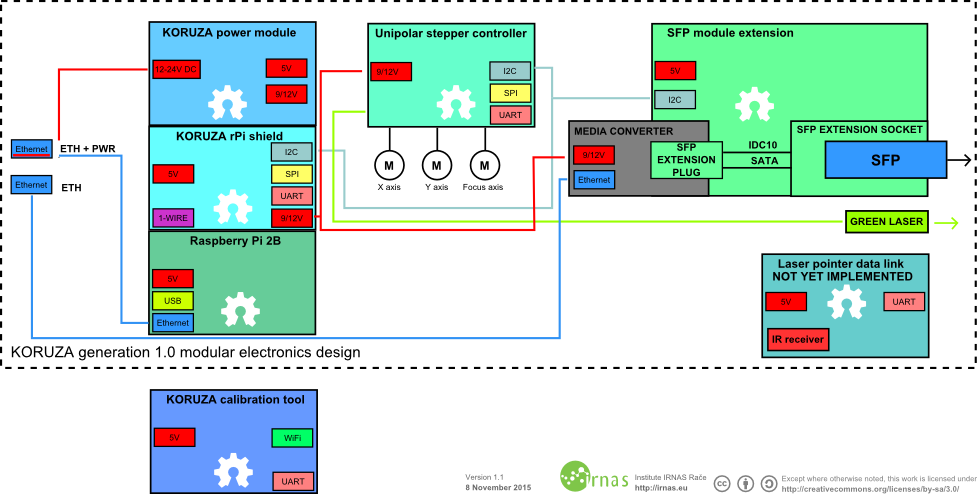 KORUZA power module
12-24V DC
5V
9/12V
KORUZA rPi shield
I2C
5V
SPI
UART
1-WIRE
9/12V
Raspberry Pi 2B
5V
USB
Ethernet
Ethernet
ETH + PWR
Ethernet
ETH
Unipolar stepper controller
9/12V
I2C
SPI
UART
M
M
M
X axis
Y axis
Focus axis
SFP module extension
5V
I2C
MEDIA CONVERTER
9/12V
Ethernet
SFP
EXTENSION
PLUG
IDC10
SATA
SFP EXTENSION SOCKET
SFP
GREEN LASER
Laser pointer data link
NOT YET IMPLEMENTED
5V
UART
IR receiver
KORUZA generation 1.0 modular electronics design
KORUZA calibration tool
5V
WiFi
UART
Version 1.1
8 November 2015
irnas
Institute IRNAS Rače
http://irnas.eu
cc
Except where otherwise noted, this work is licensed under
http://creativecommons.org/licenses/by-sa/3.0/